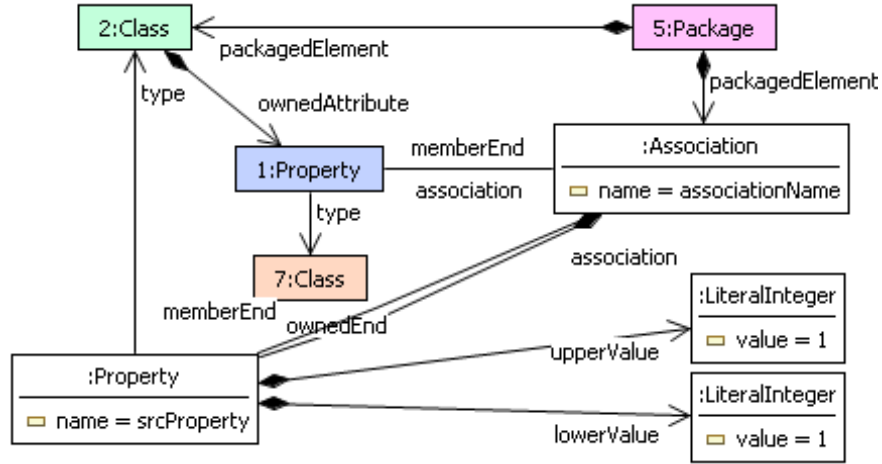 2:Class
5:Package
packagedElement
packagedElement
type
ownedAttribute
:Association
name = associationName
memberEnd
association
1:Property
type
7:Class
association
memberEnd
ownedEnd
:LiteralInteger
value = 1
upperValue
:Property
name = srcProperty
:LiteralInteger
value = 1
lowerValue